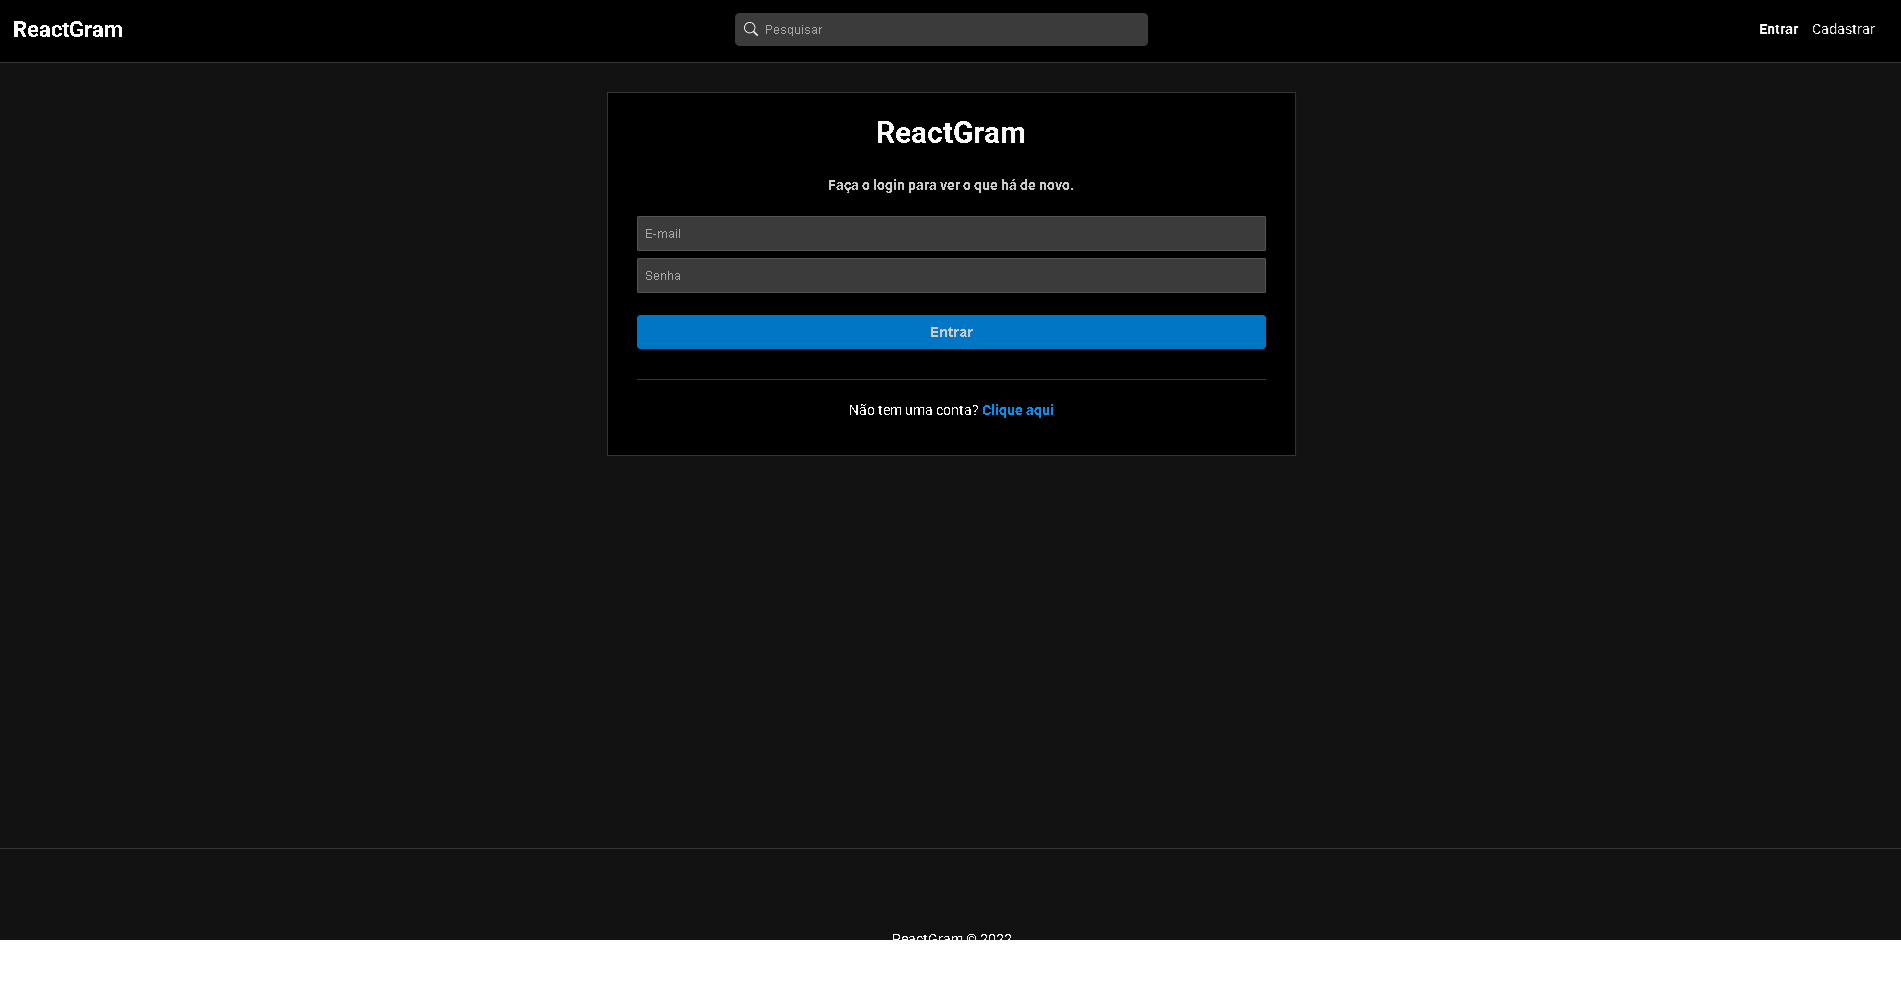 ReactGram
Pesquisar
Entrar
Cadastrar
ReactGram
Faça o login para ver o que há de novo.
E-mail
Senha
Entrar
Não tem uma conta? Clique aqui
ReactGram © 2022